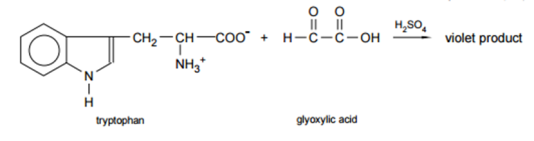 O O
CH₂-CH-COO⁻ + H-C-C-OH H₂SO₄ violet product
NH₃⁺
N
H
tryptophan glyoxylic acid